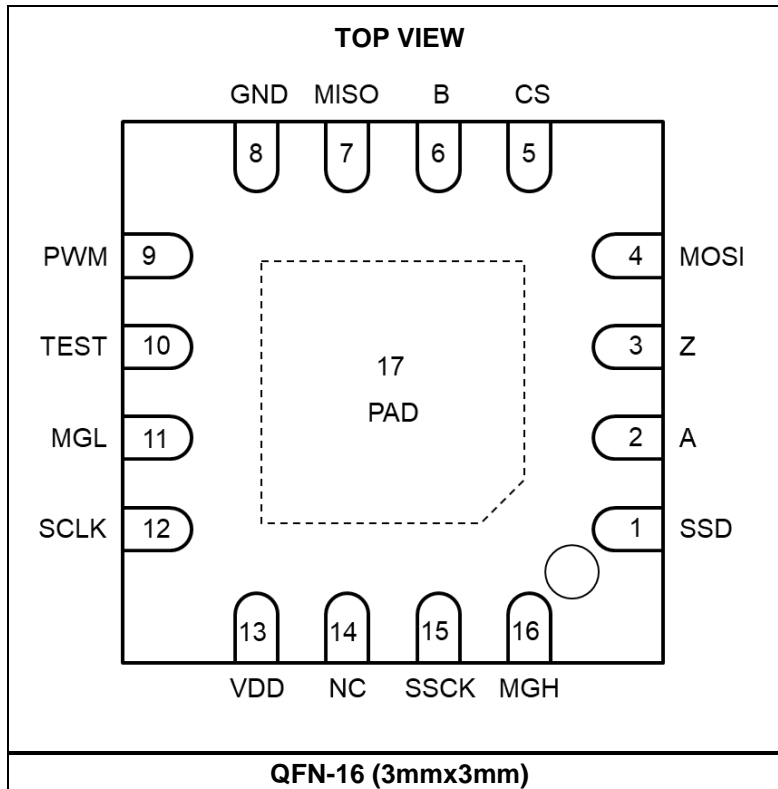 TOP VIEW
GND MISO B CS
8 7 6 5
PWM 9 4 MOSI
TEST 10 3 Z
17
PAD
MGL 11 2 A
SCLK 12 1 SSD
13 14 15 16
VDD NC SSCK MGH
QFN-16 (3mmx3mm)